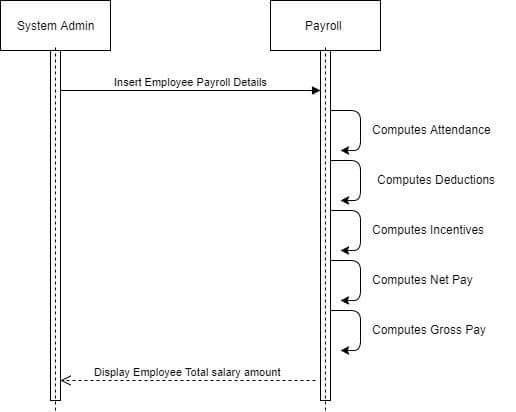 System Admin
Payroll
Insert Employee Payroll Details
Computes Attendance
Computes Deductions
Computes Incentives
Computes Net Pay
Computes Gross Pay
Display Employee Total salary amount